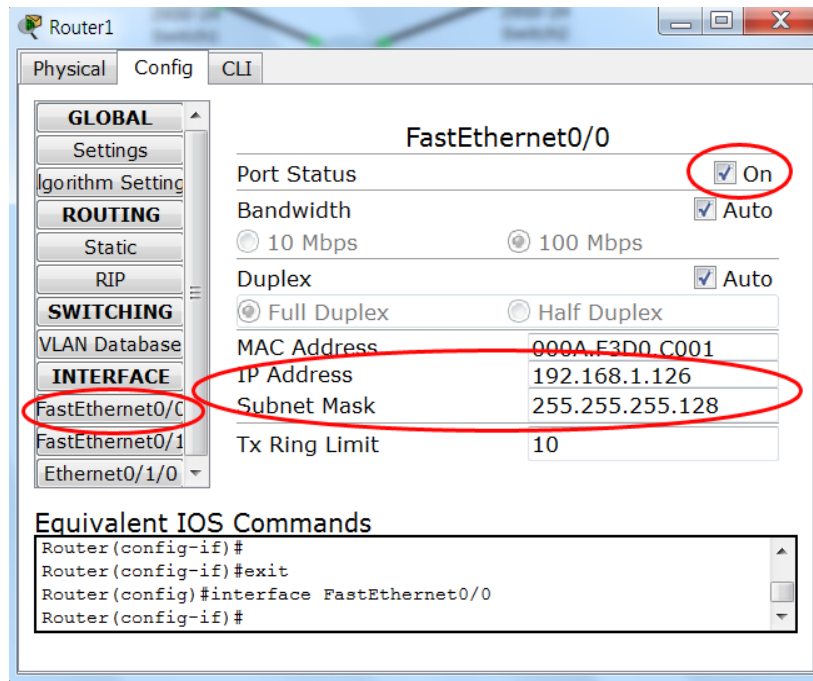 Router1
Physical Config CLI
GLOBAL
Settings
lgorithm Setting
ROUTING
Static
RIP
SWITCHING
VLAN Database
INTERFACE
FastEthernet0/0
FastEthernet0/1
Ethernet0/1/0
FastEthernet0/0
Port Status On
Bandwidth Auto
10 Mbps 100 Mbps
Duplex Auto
Full Duplex Half Duplex
MAC Address 000A.F3D0.C001
IP Address 192.168.1.126
Subnet Mask 255.255.255.128
Tx Ring Limit 10
Equivalent IOS Commands
Router(config-if)#
Router(config-if)#exit
Router(config)#interface FastEthernet0/0
Router(config-if)#